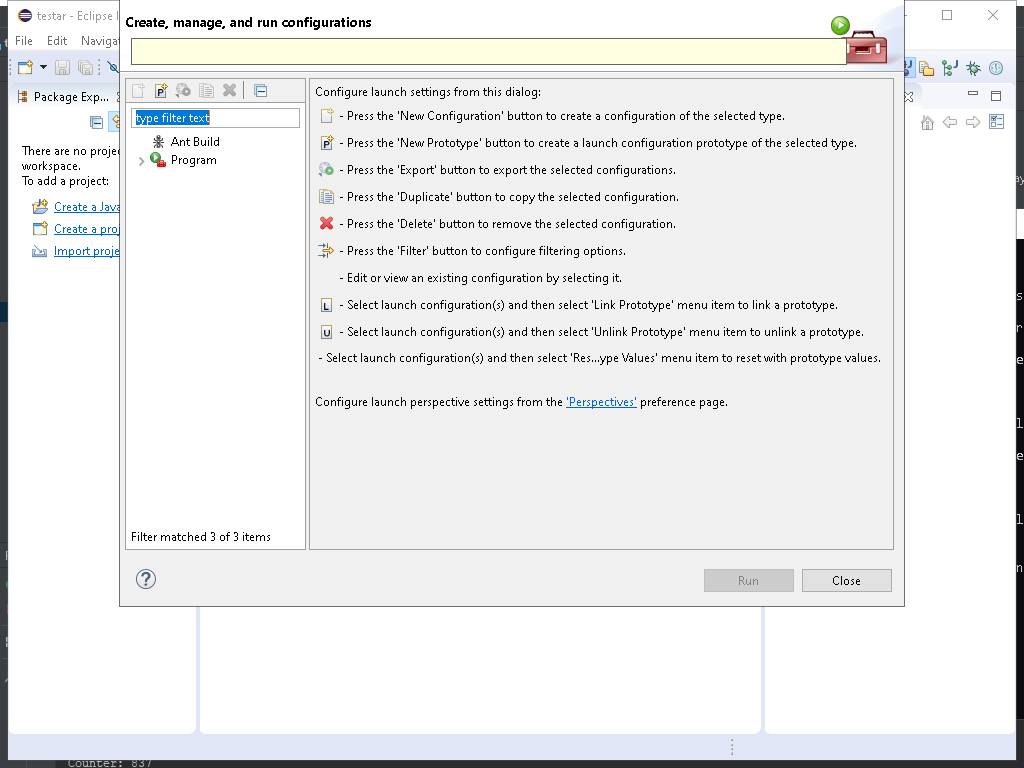 testar - Eclipse I
Create, manage, and run configurations
File Edit Navigat
Package Exp...
type filter text
Ant Build
Program
Filter matched 3 of 3 items
There are no proje
workspace.
To add a project:
Create a Java
Create a proj
Import proje
Configure launch settings from this dialog:
- Press the 'New Configuration' button to create a configuration of the selected type.
- Press the 'New Prototype' button to create a launch configuration prototype of the selected type.
- Press the 'Export' button to export the selected configurations.
- Press the 'Duplicate' button to copy the selected configuration.
- Press the 'Delete' button to remove the selected configuration.
- Press the 'Filter' button to configure filtering options.
- Edit or view an existing configuration by selecting it.
L - Select launch configuration(s) and then select 'Link Prototype' menu item to link a prototype.
U - Select launch configuration(s) and then select 'Unlink Prototype' menu item to unlink a prototype.
- Select launch configuration(s) and then select 'Res...ype Values' menu item to reset with prototype values.
Configure launch perspective settings from the 'Perspectives' preference page.
? Run Close
Counter: 837